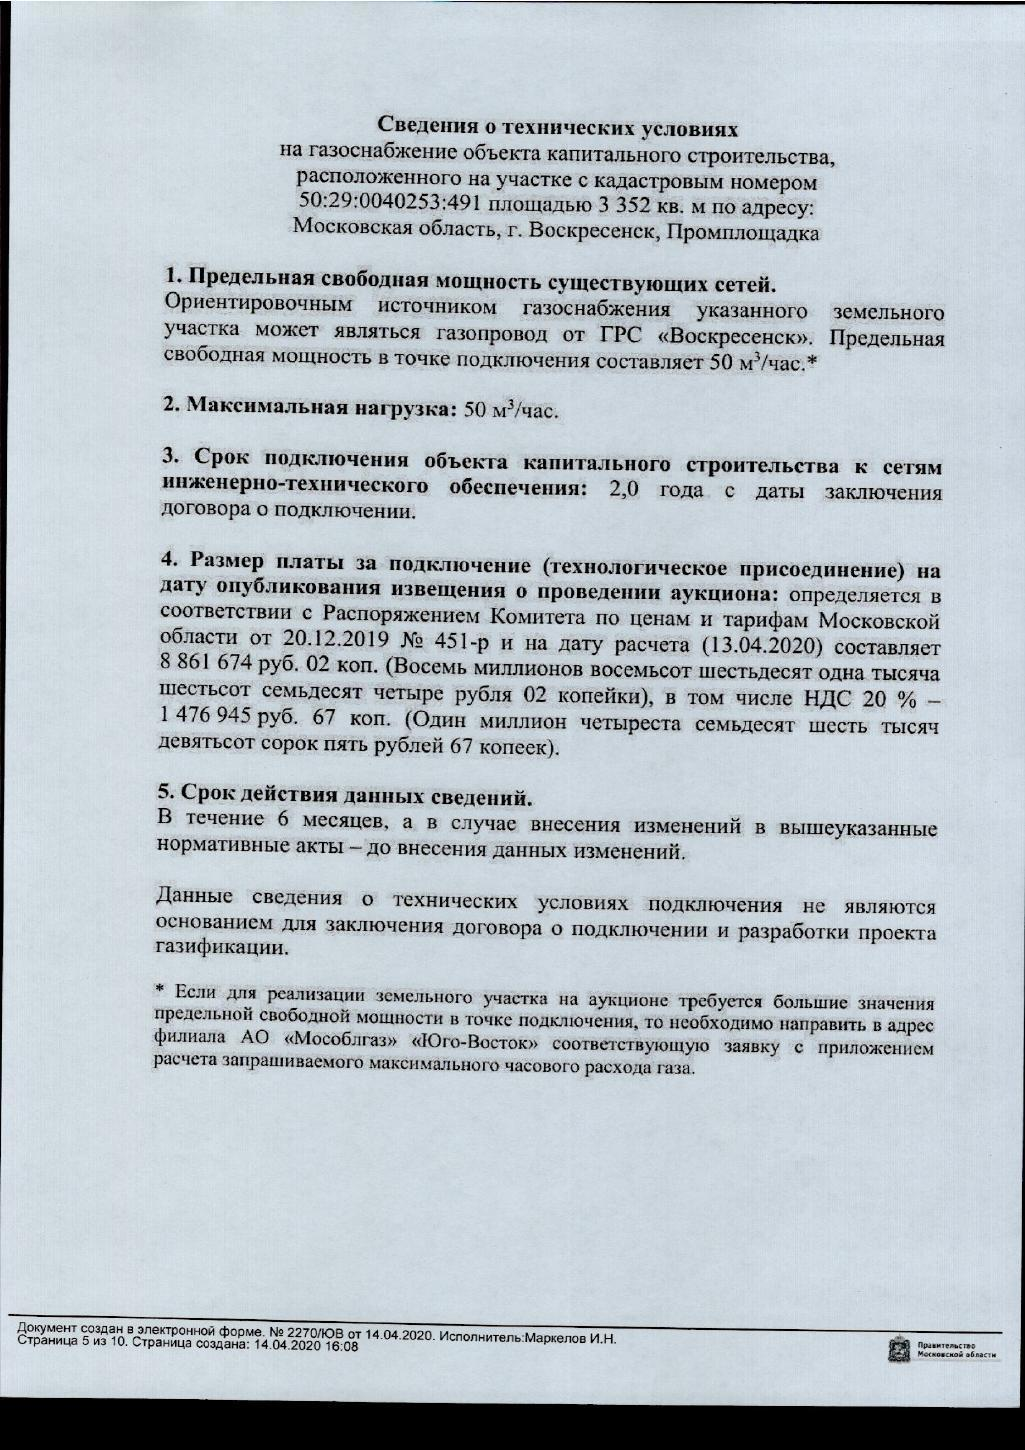 Сведения о технических условиях
на газоснабжение объекта капитального строительства,
расположенного на участке с кадастровым номером
50:29:0040253:491 площадью 3 352 кв. м по адресу:
Московская область, г. Воскресенск, Промплощадка
1. Предельная свободная мощность существующих сетей.
Ориентировочным источником газоснабжения указанного земельного
участка может являться газопровод от ГРС «Воскресенск». Предельная
свободная мощность в точке подключения составляет 50 м³/час.*
2. Максимальная нагрузка: 50 м³/час.
3. Срок подключения объекта капитального строительства к сетям
инженерно-технического обеспечения: 2,0 года с даты заключения
договора о подключении.
4. Размер платы за подключение (технологическое присоединение) на
дату опубликования извещения о проведении аукциона: определяется в
соответствии с Распоряжением Комитета по ценам и тарифам Московской
области от 20.12.2019 № 451-р и на дату расчета (13.04.2020) составляет
8 861 674 руб. 02 коп. (Восемь миллионов восемьсот шестьдесят одна тысяча
шестьсот семьдесят четыре рубля 02 копейки), в том числе НДС 20 % –
1 476 945 руб. 67 коп. (Один миллион четыреста семьдесят шесть тысяч
девятьсот сорок пять рублей 67 копеек).
5. Срок действия данных сведений.
В течение 6 месяцев, а в случае внесения изменений в вышеуказанные
нормативные акты – до внесения данных изменений.
Данные сведения о технических условиях подключения не являются
основанием для заключения договора о подключении и разработки проекта
газификации.
* Если для реализации земельного участка на аукционе требуется большие значения
предельной свободной мощности в точке подключения, то необходимо направить в адрес
филиала АО «Мособлгаз» «Юго-Восток» соответствующую заявку с приложением
расчета запрашиваемого максимального часового расхода газа.
Документ создан в электронной форме. № 2270/ЮВ от 14.04.2020. Исполнитель:Маркелов И.Н.
Страница 5 из 10. Страница создана: 14.04.2020 16:08
Правительство
Московской области